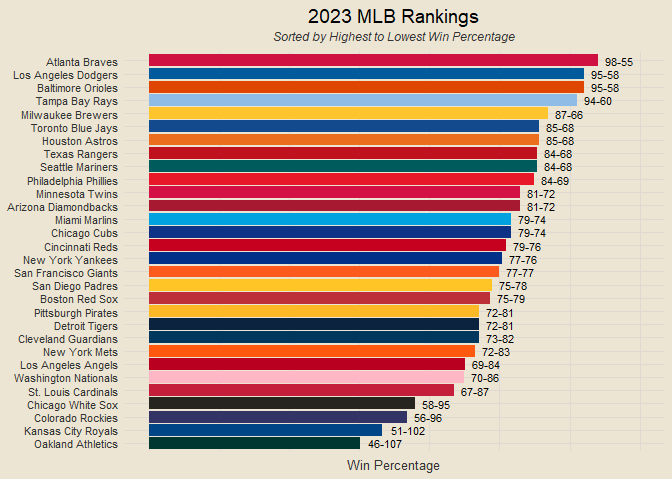 2023 MLB Rankings
Sorted by Highest to Lowest Win Percentage
Atlanta Braves 98-55
Los Angeles Dodgers 95-58
Baltimore Orioles 95-58
Tampa Bay Rays 94-60
Milwaukee Brewers 87-66
Toronto Blue Jays 85-68
Houston Astros 85-68
Texas Rangers 84-68
Seattle Mariners 84-68
Philadelphia Phillies 84-69
Minnesota Twins 81-72
Arizona Diamondbacks 81-72
Miami Marlins 79-74
Chicago Cubs 79-74
Cincinnati Reds 79-76
New York Yankees 77-76
San Francisco Giants 77-77
San Diego Padres 75-78
Boston Red Sox 75-79
Pittsburgh Pirates 72-81
Detroit Tigers 72-81
Cleveland Guardians 73-82
New York Mets 72-83
Los Angeles Angels 69-84
Washington Nationals 70-86
St. Louis Cardinals 67-87
Chicago White Sox 58-95
Colorado Rockies 56-96
Kansas City Royals 51-102
Oakland Athletics 46-107
Win Percentage